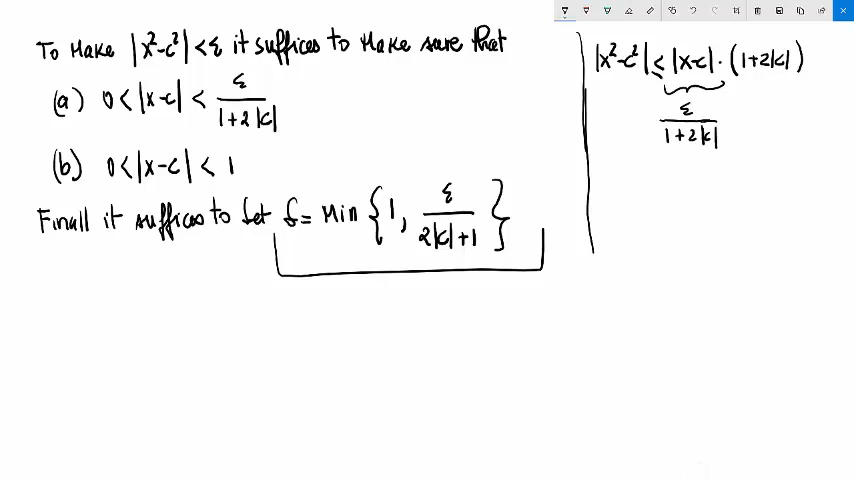 To Make |x²-c²| < ε it suffices to Make sure that
(a) 0 < |x-c| < ε/(1+2|c|)
(b) 0 < |x-c| < 1
Finall it suffices to let δ = Min {1, ε/(2|c|+1)}
|x²-c²| ≤ |x-c| · (1+2|c|)
ε/(1+2|c|)